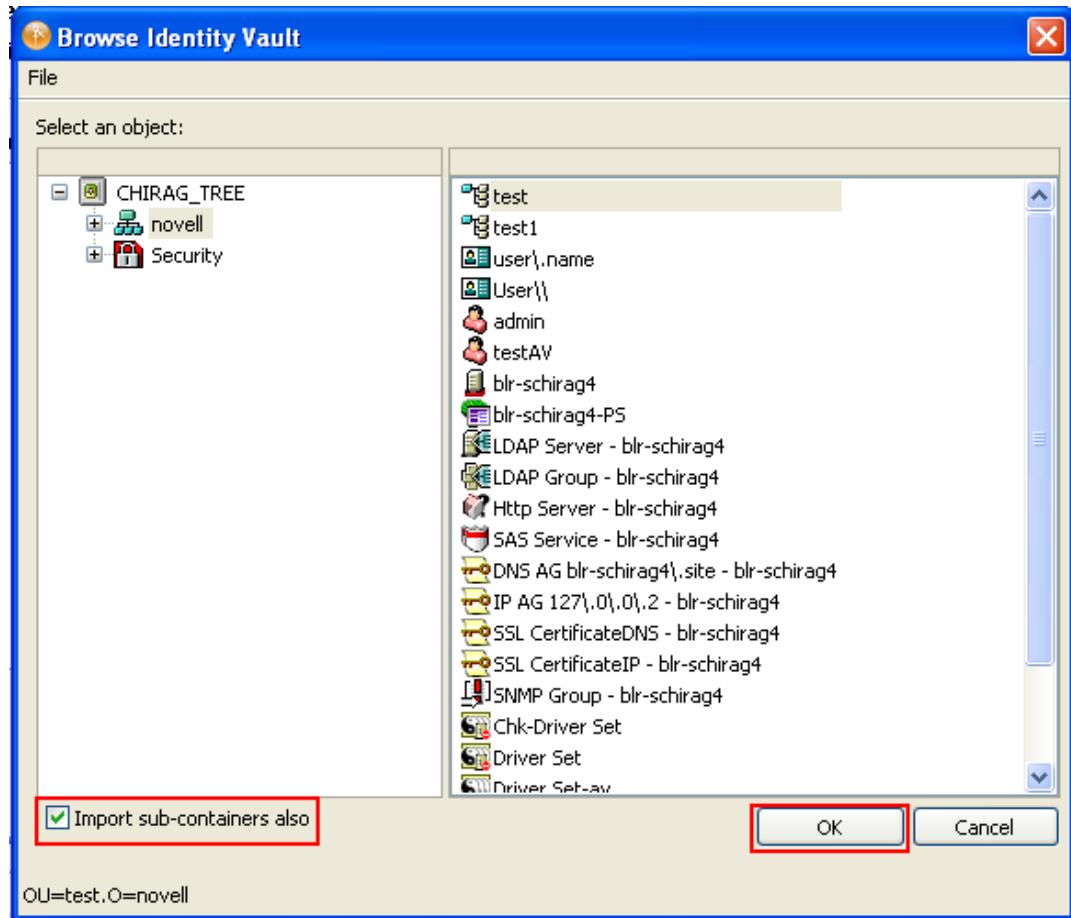 Browse Identity Vault
File
Select an object:
CHIRAG_TREE
novell
Security
test
test1
user\.name
User\\
admin
testAV
blr-schirag4
blr-schirag4-PS
LDAP Server - blr-schirag4
LDAP Group - blr-schirag4
Http Server - blr-schirag4
SAS Service - blr-schirag4
DNS AG blr-schirag4\.site - blr-schirag4
IP AG 127\.0\.0\.2 - blr-schirag4
SSL CertificateDNS - blr-schirag4
SSL CertificateIP - blr-schirag4
SNMP Group - blr-schirag4
Chk-Driver Set
Driver Set
Driver Set-av
Import sub-containers also
OK
Cancel
OU=test.O=novell